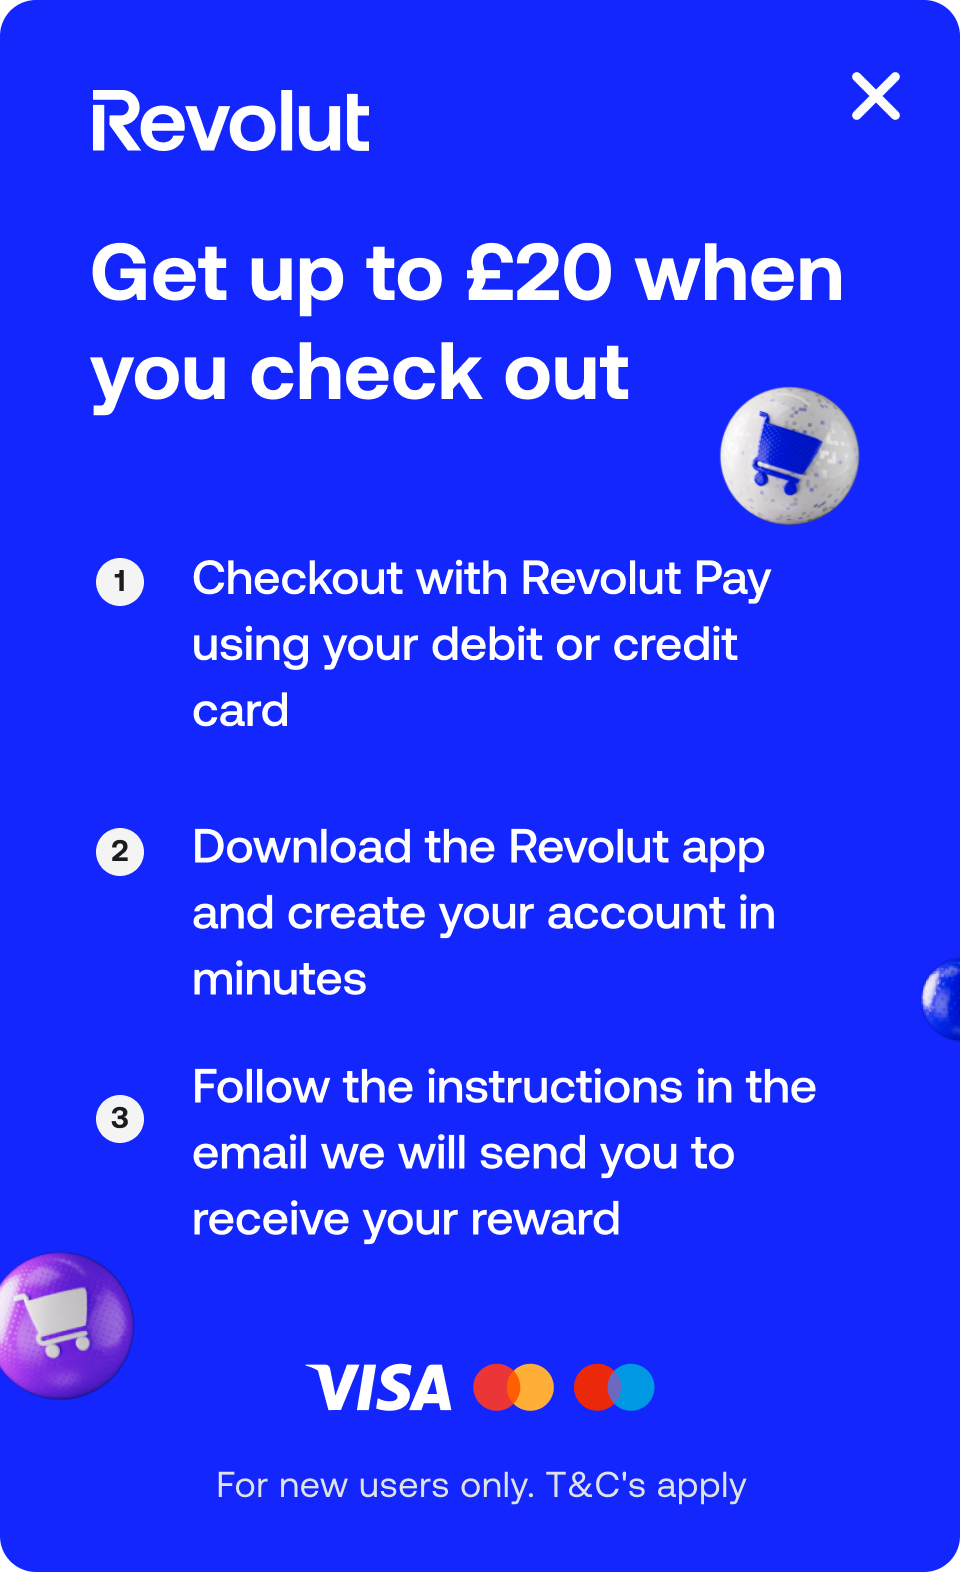 Revolut
Get up to £20 when
you check out
1
Checkout with Revolut Pay
using your debit or credit
card
2
Download the Revolut app
and create your account in
minutes
3
Follow the instructions in the
email we will send you to
receive your reward
VISA
For new users only. T&C's apply